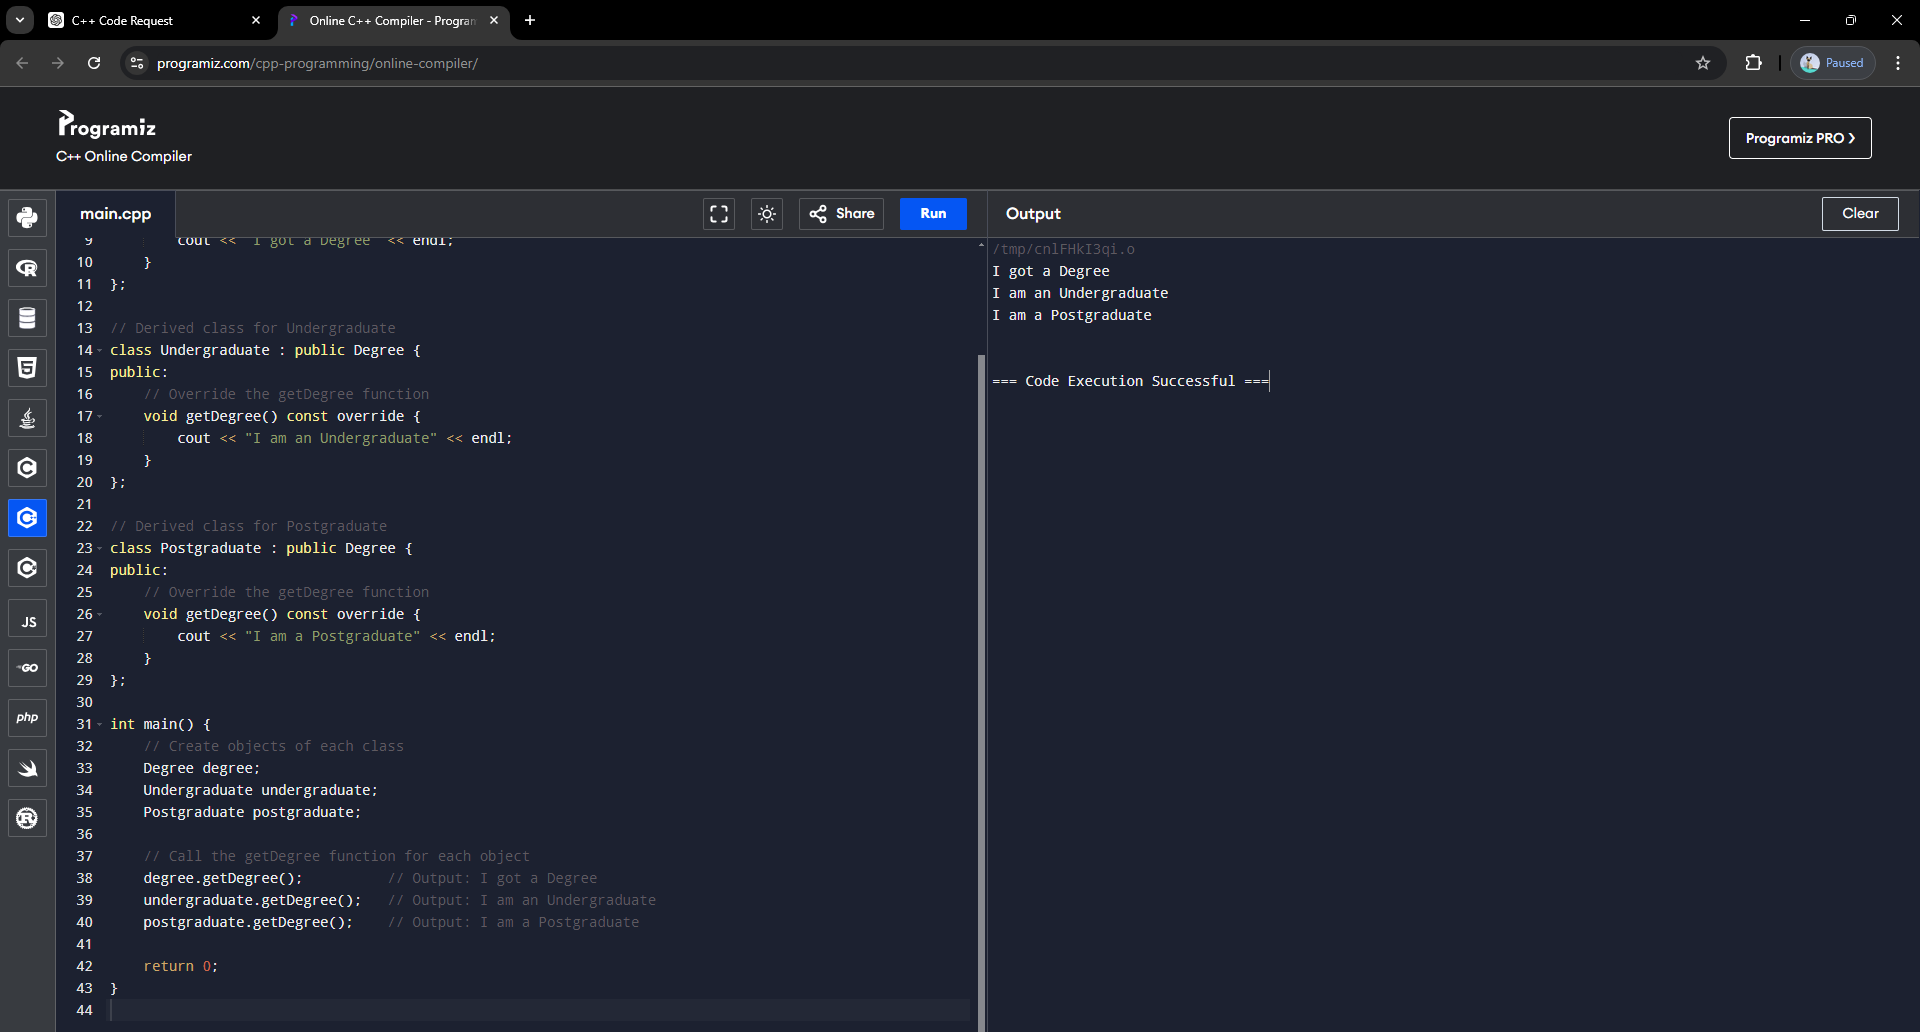 C++ Code Request
Online C++ Compiler - Program
programiz.com/cpp-programming/online-compiler/
Paused
Programiz
C++ Online Compiler
Programiz PRO ❯
main.cpp
Share
Run
Output
Clear
9 cout << "I got a Degree" << endl;
10 }
11 };
12
13 // Derived class for Undergraduate
14 class Undergraduate : public Degree {
15 public:
16 // Override the getDegree function
17 void getDegree() const override {
18 cout << "I am an Undergraduate" << endl;
19 }
20 };
21
22 // Derived class for Postgraduate
23 class Postgraduate : public Degree {
24 public:
25 // Override the getDegree function
26 void getDegree() const override {
27 cout << "I am a Postgraduate" << endl;
28 }
29 };
30
31 int main() {
32 // Create objects of each class
33 Degree degree;
34 Undergraduate undergraduate;
35 Postgraduate postgraduate;
36
37 // Call the getDegree function for each object
38 degree.getDegree(); // Output: I got a Degree
39 undergraduate.getDegree(); // Output: I am an Undergraduate
40 postgraduate.getDegree(); // Output: I am a Postgraduate
41
42 return 0;
43 }
44
/tmp/cnlFHkI3qi.o
I got a Degree
I am an Undergraduate
I am a Postgraduate
=== Code Execution Successful ===
R
5
C
C
C
JS
GO
php
R